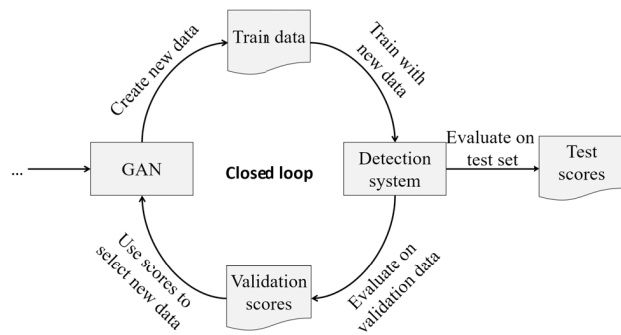 Train data
Create new data
Train with
new data
...
GAN
Closed loop
Detection
system
Evaluate on
test set
Test
scores
Use scores to
select new data
Validation
scores
Evaluate on
validation data